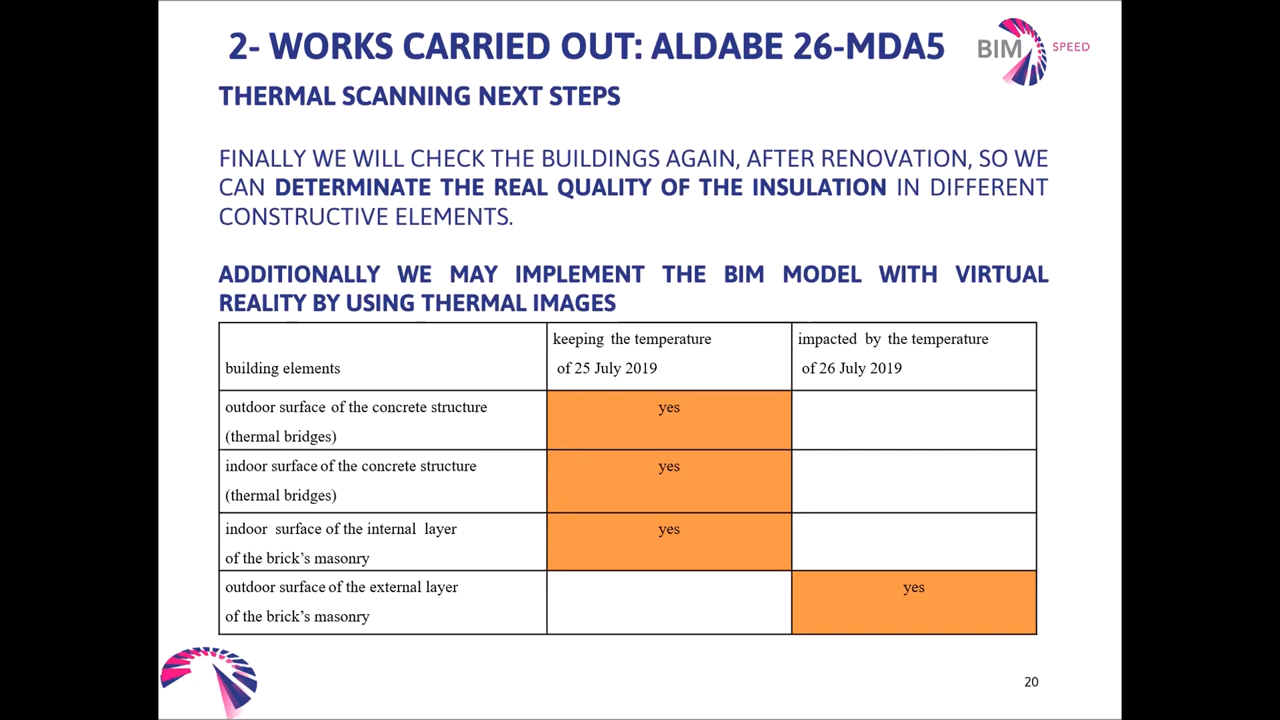 2- WORKS CARRIED OUT: ALDABE 26-MDA5
BIM SPEED
THERMAL SCANNING NEXT STEPS
FINALLY WE WILL CHECK THE BUILDINGS AGAIN, AFTER RENOVATION, SO WE
CAN DETERMINATE THE REAL QUALITY OF THE INSULATION IN DIFFERENT
CONSTRUCTIVE ELEMENTS.
ADDITIONALLY WE MAY IMPLEMENT THE BIM MODEL WITH VIRTUAL
REALITY BY USING THERMAL IMAGES
building elements
keeping the temperature
of 25 July 2019
impacted by the temperature
of 26 July 2019
outdoor surface of the concrete structure
(thermal bridges)
yes
indoor surface of the concrete structure
(thermal bridges)
yes
indoor surface of the internal layer
of the brick's masonry
yes
outdoor surface of the external layer
of the brick's masonry
yes
20